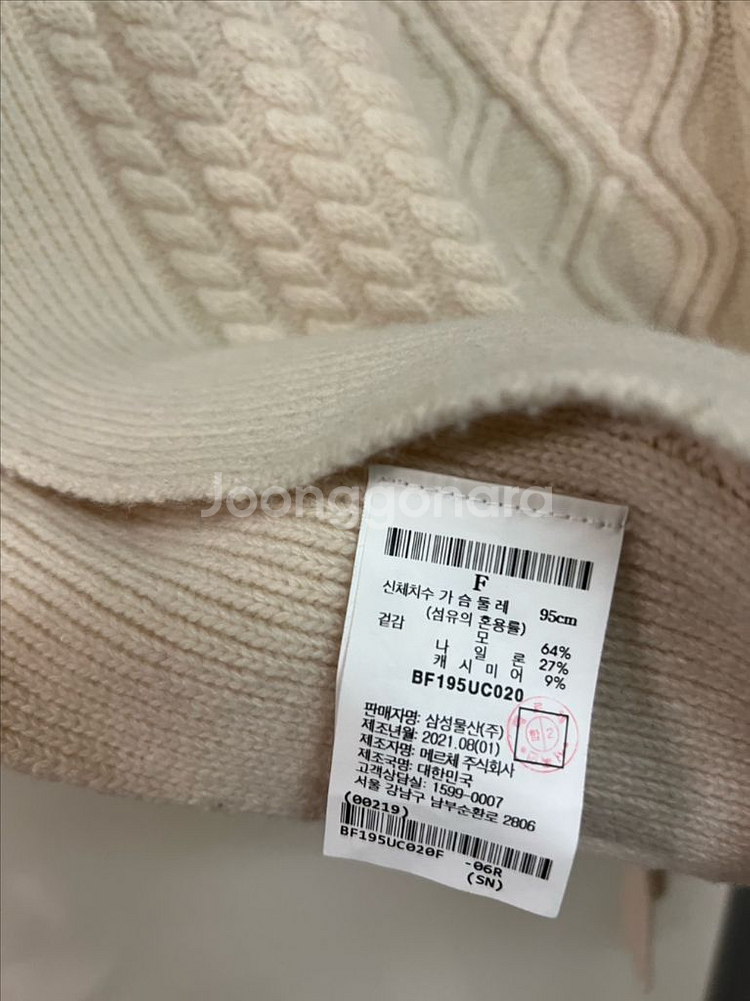 Joonggonara
F
신체치수 가 슴 둘 레 95cm
(섬유의 혼용률)
겉감 모 64%
나 일 론 27%
캐 시 미 어 9%
BF195UC020
판매자명: 삼성물산(주)
제조년월: 2021.08(01)
제조자명: 메르체 주식회사
제조국명: 대한민국
고객상담실: 1599-0007
서울 강남구 남부순환로 2806
(00219)
BF195UC020F -06R
(SN)